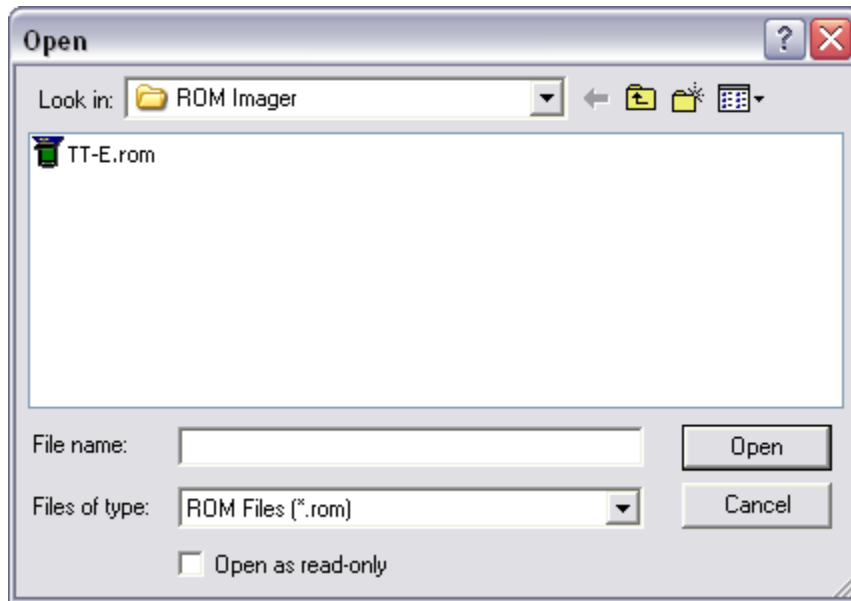 Open
Look in: ROM Imager
TT-E.rom
File name: Open
Files of type: ROM Files (*.rom) Cancel
Open as read-only